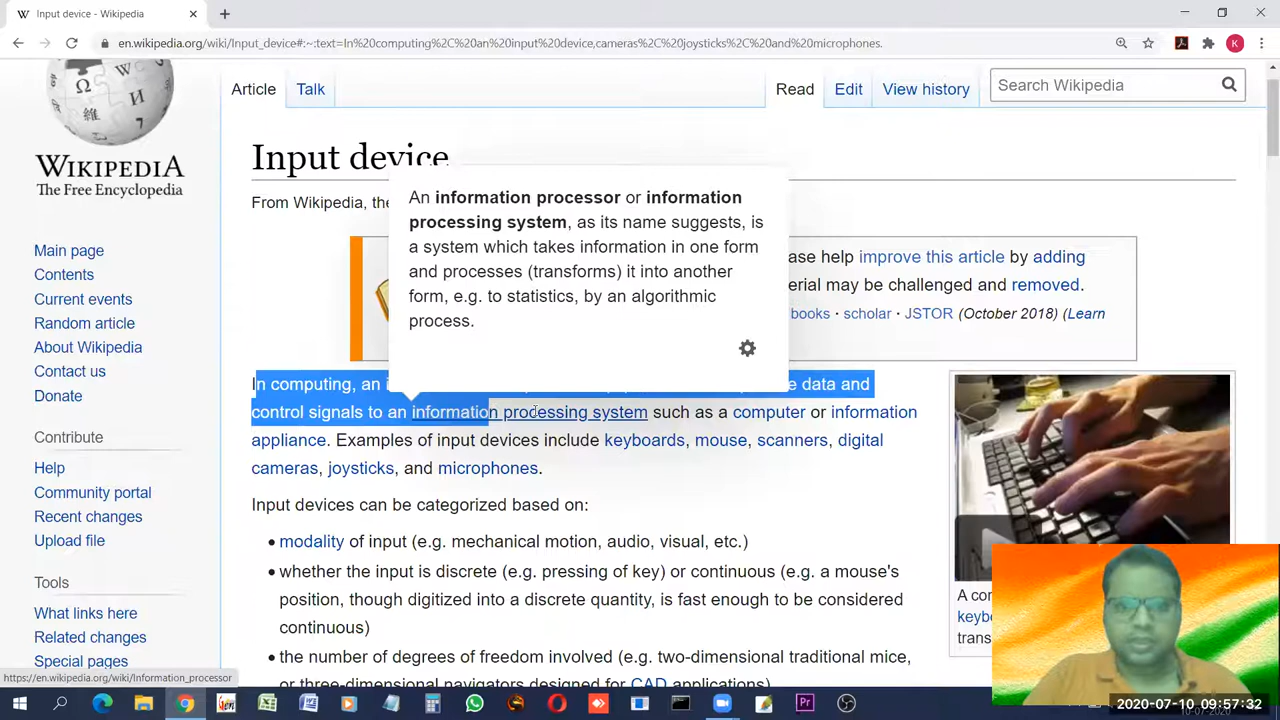 Input device - Wikipedia
en.wikipedia.org/wiki/Input_device#:~:text=In%20computing%2C%20an%20input%20device,cameras%2C%20joysticks%2C%20and%20microphones.
K
WIKIPEDIA
The Free Encyclopedia
Main page
Contents
Current events
Random article
About Wikipedia
Contact us
Donate
Contribute
Help
Community portal
Recent changes
Upload file
Tools
What links here
Related changes
Special pages
https://en.wikipedia.org/wiki/Information_processor
Article Talk Read Edit View history Search Wikipedia
Input device
From Wikipedia, the
An information processor or information
processing system, as its name suggests, is
a system which takes information in one form
and processes (transforms) it into another
form, e.g. to statistics, by an algorithmic
process.
help improve this article by adding
may be challenged and removed.
books · scholar · JSTOR (October 2018) (Learn
In computing, an data and
control signals to an information processing system such as a computer or information
appliance. Examples of input devices include keyboards, mouse, scanners, digital
cameras, joysticks, and microphones.
Input devices can be categorized based on:
• modality of input (e.g. mechanical motion, audio, visual, etc.)
• whether the input is discrete (e.g. pressing of key) or continuous (e.g. a mouse's
position, though digitized into a discrete quantity, is fast enough to be considered
continuous)
• the number of degrees of freedom involved (e.g. two-dimensional traditional mice,
or three-dimensional navigators designed for CAD applications)
A
2020-07-10 09:57:32